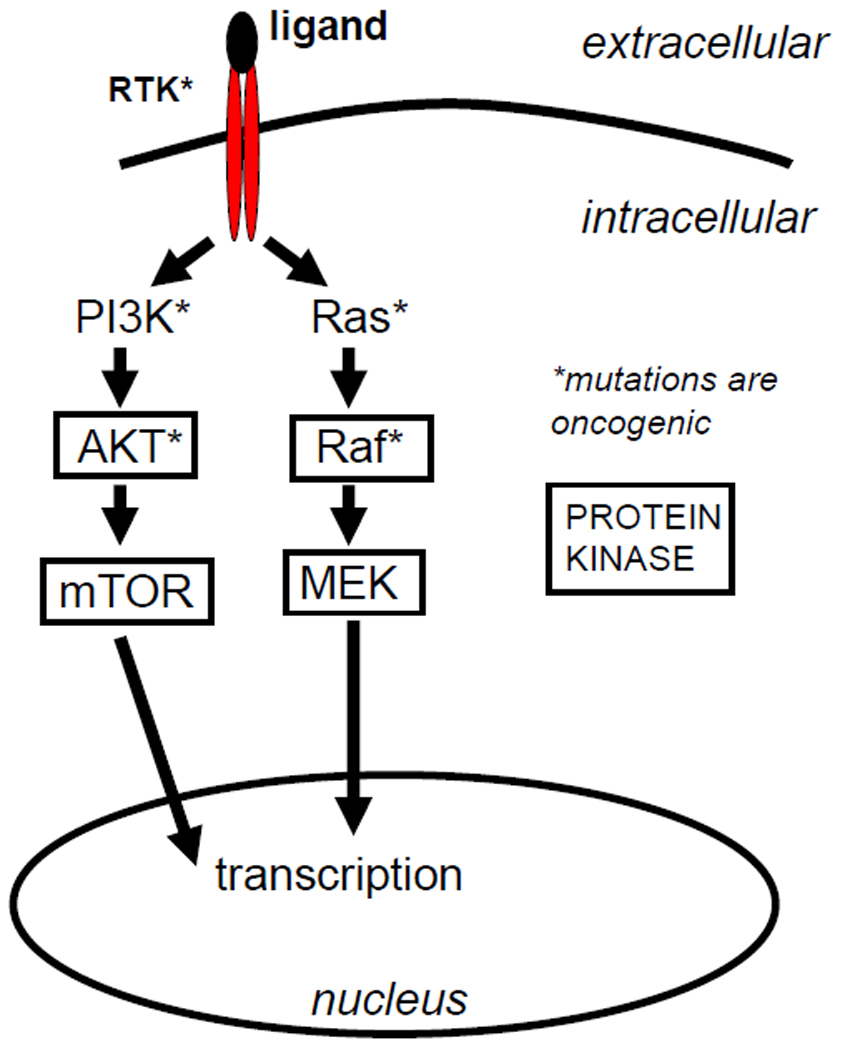 ligand
extracellular
RTK*
intracellular
PI3K*
Ras*
*mutations are
oncogenic
AKT*
Raf*
PROTEIN
KINASE
mTOR
MEK
transcription
nucleus